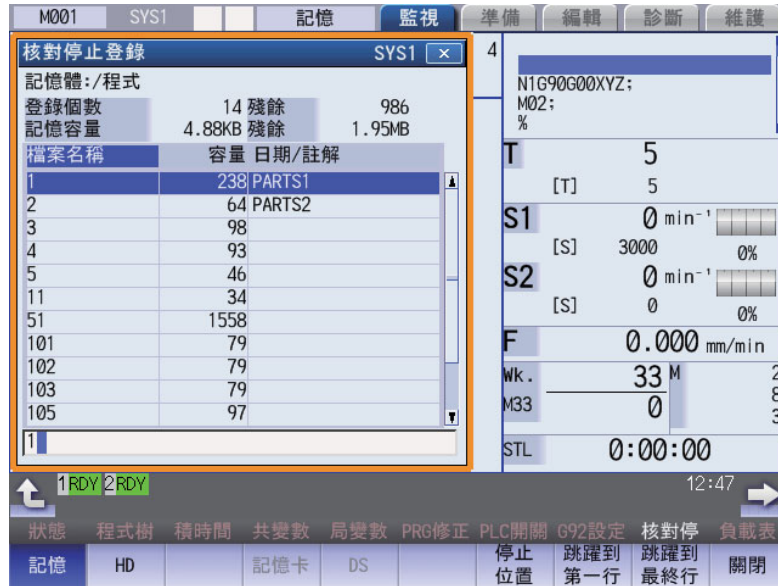 M001 SYS1 記憶 監視 準備 編輯 診斷 維護
核對停止登錄 SYS1 ×
記憶體:/程式
登錄個數 14 殘餘 986
記憶容量 4.88KB 殘餘 1.95MB
檔案名稱 容量 日期/註解
1 238 PARTS1
2 64 PARTS2
3 98
4 93
5 46
11 34
51 1558
101 79
102 79
103 79
105 97
1
4
N1G90G00XYZ;
M02;
%
T 5
[T] 5
S1 0 min⁻¹
[S] 3000 0%
S2 0 min⁻¹
[S] 0 0%
F 0.000 mm/min
Wk. 33 M 2
M33 0 8
3
STL 0:00:00
1RDY 2RDY 12:47
狀態 程式樹 積時間 共變數 局變數 PRG修正 PLC開關 G92設定 核對停 負載表
記憶 HD 記憶卡 DS 停止位置 跳躍到第一行 跳躍到最終行 關閉